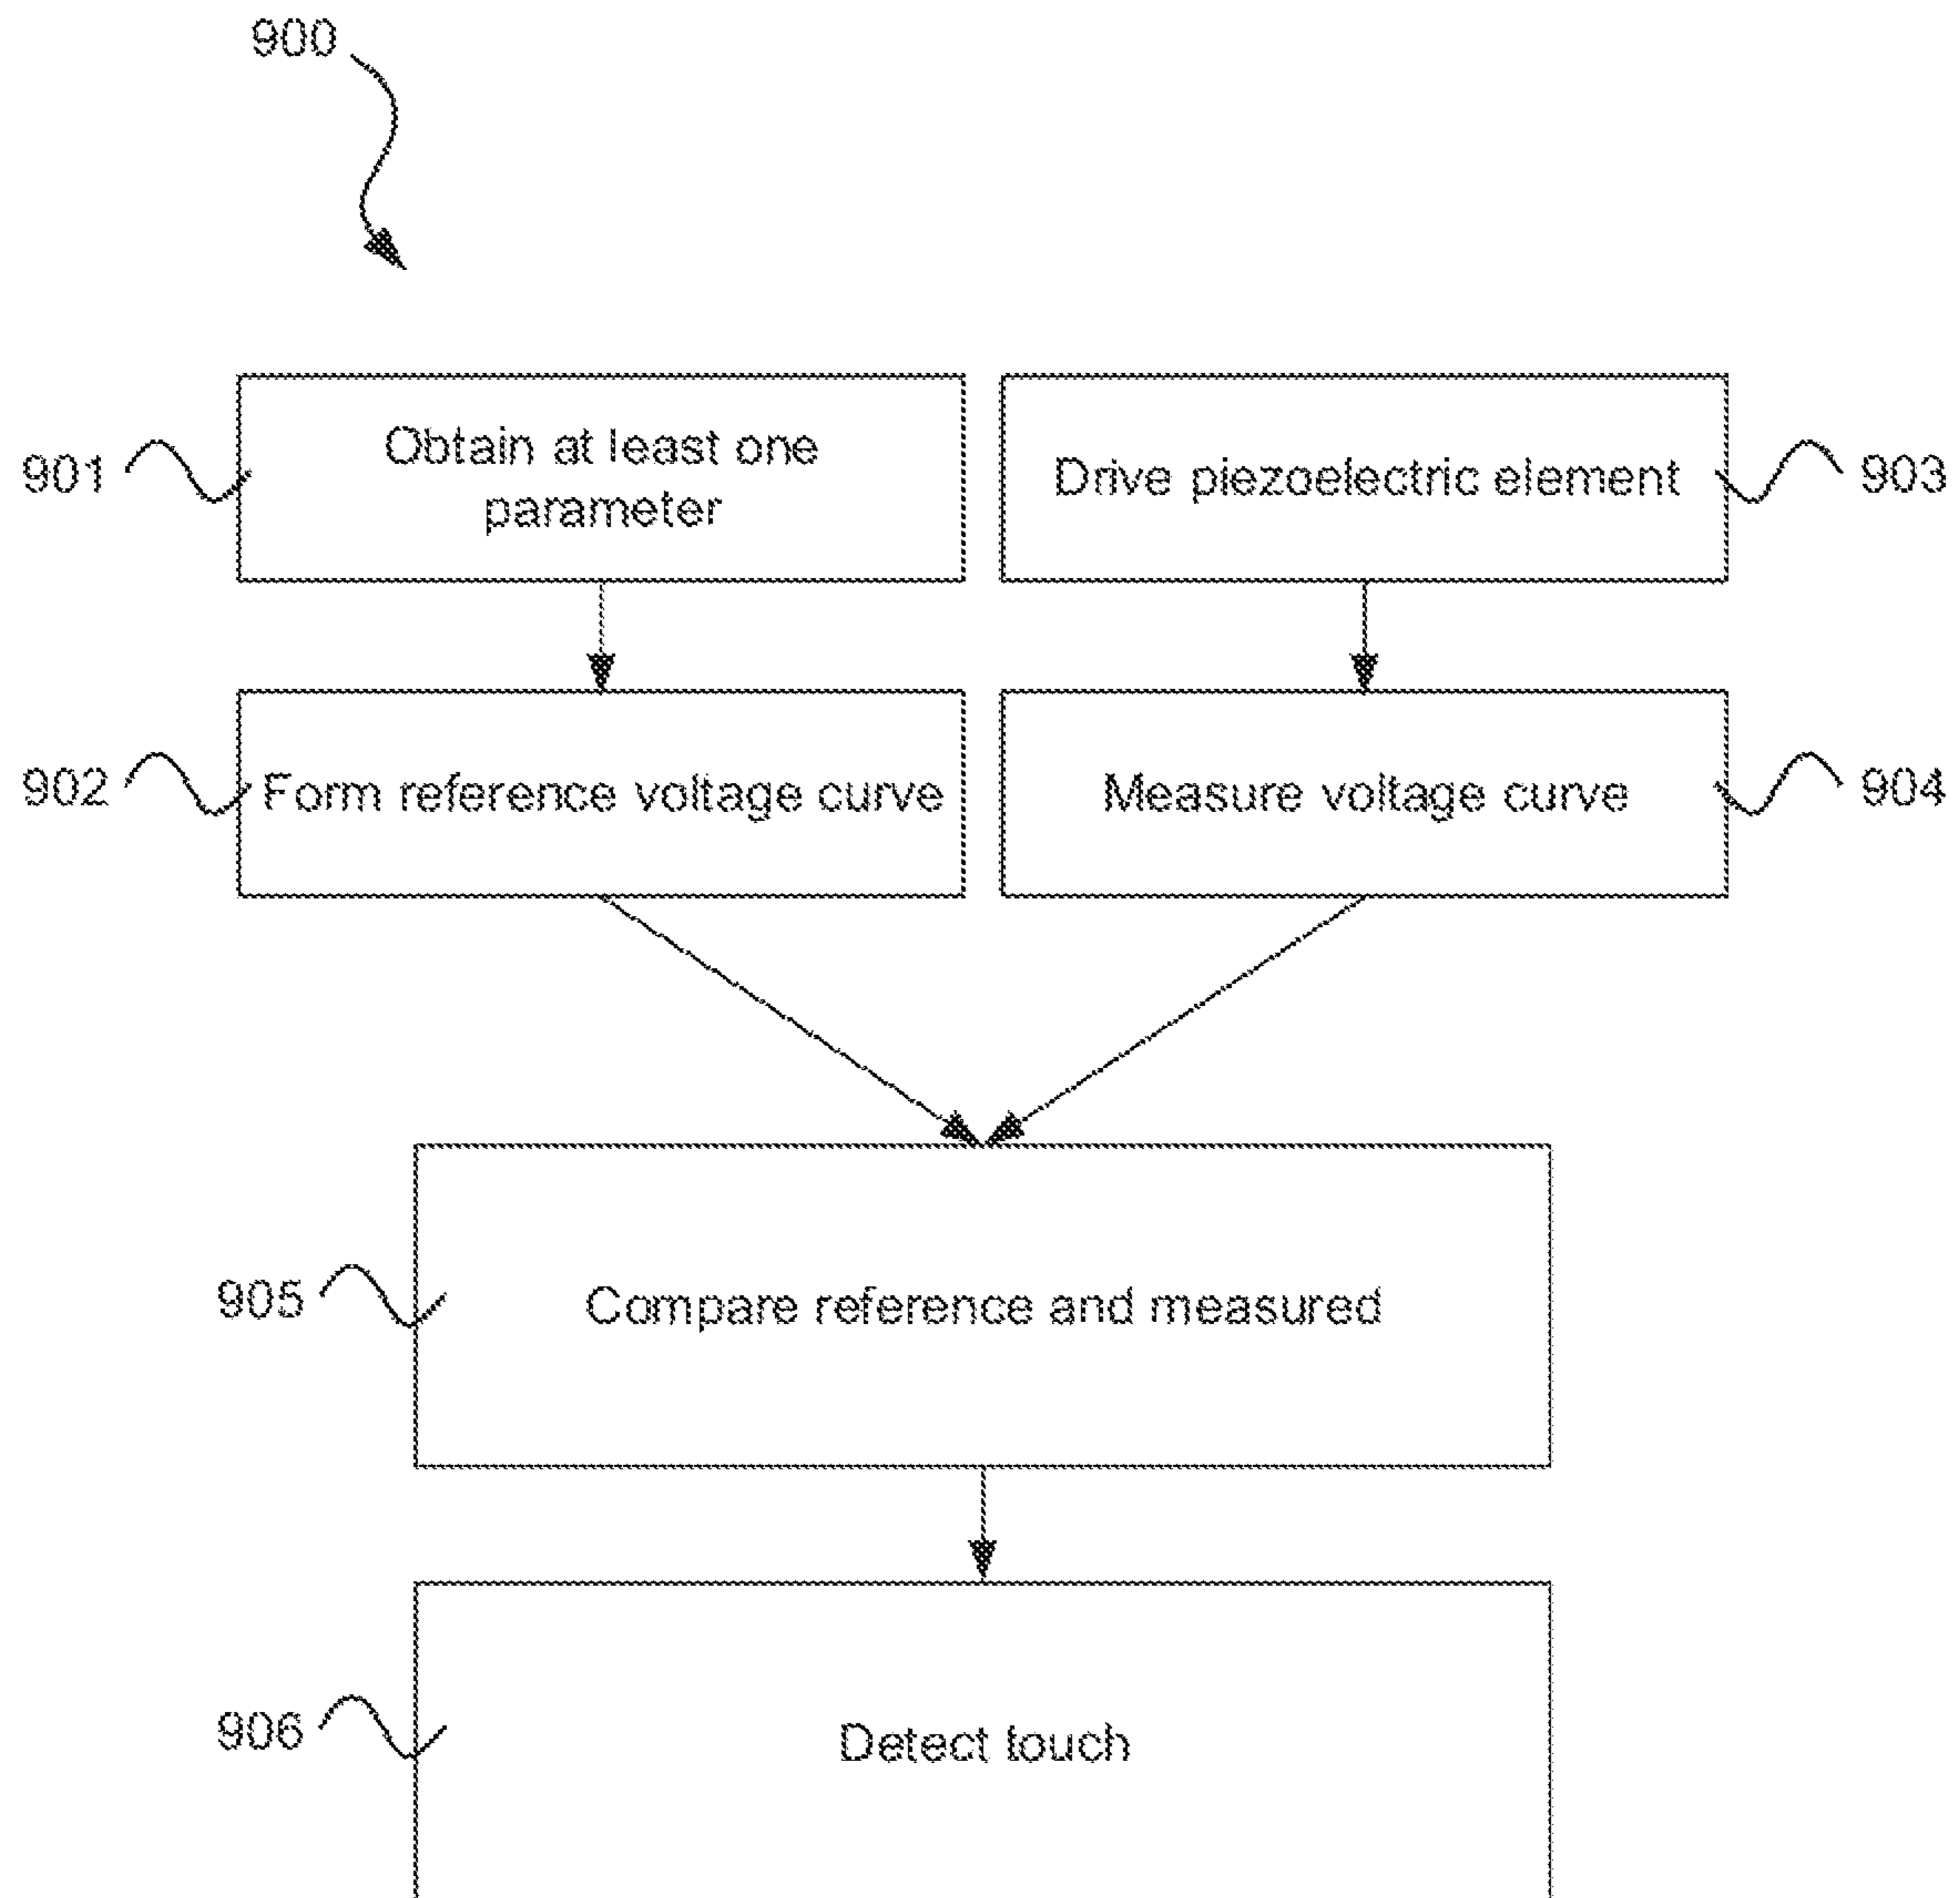 900
Obtain at least one
parameter
901
Drive piezoelectric element
903
902
Form reference voltage curve
Measure voltage curve
904
905
Compare reference and measured
906
Detect touch